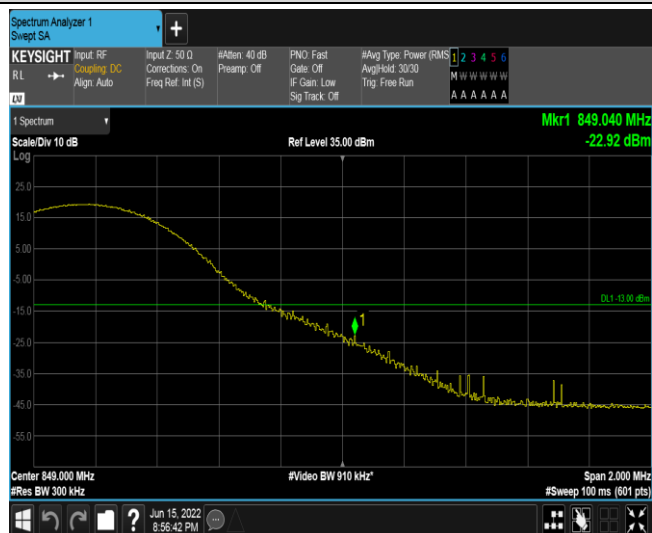 Spectrum Analyzer 1
Swept SA
+
KEYSIGHT
RL
LXI
Input: RF
Coupling: DC
Align: Auto
Input Z: 50 Ω
Corrections: On
Freq Ref: Int (S)
#Atten: 40 dB
Preamp: Off
PNO: Fast
Gate: Off
IF Gain: Low
Sig Track: Off
#Avg Type: Power (RMS
Avg|Hold: 30/30
Trig: Free Run
1 2 3 4 5 6
M W W W W W
A A A A A A
1 Spectrum
Mkr1 849.040 MHz
Scale/Div 10 dB
Ref Level 35.00 dBm
-22.92 dBm
Log
25.0
15.0
5.00
-5.00
DL1 -13.00 dBm
-15.0
1
-35.0
-45.0
-55.0
Center 849.000 MHz
#Video BW 910 kHz*
Span 2.000 MHz
#Res BW 300 kHz
#Sweep 100 ms (601 pts)
?
Jun 15, 2022
8:56:42 PM